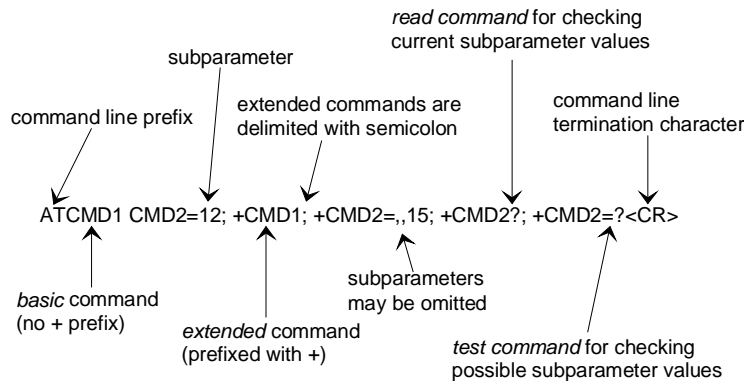 read command for checking
current subparameter values
subparameter
extended commands are
delimited with semicolon
command line
termination character
command line prefix
ATCMD1 CMD2=12; +CMD1; +CMD2=,,15; +CMD2?; +CMD2=?<CR>
subparameters
may be omitted
basic command
(no + prefix)
extended command
(prefixed with +)
test command for checking
possible subparameter values